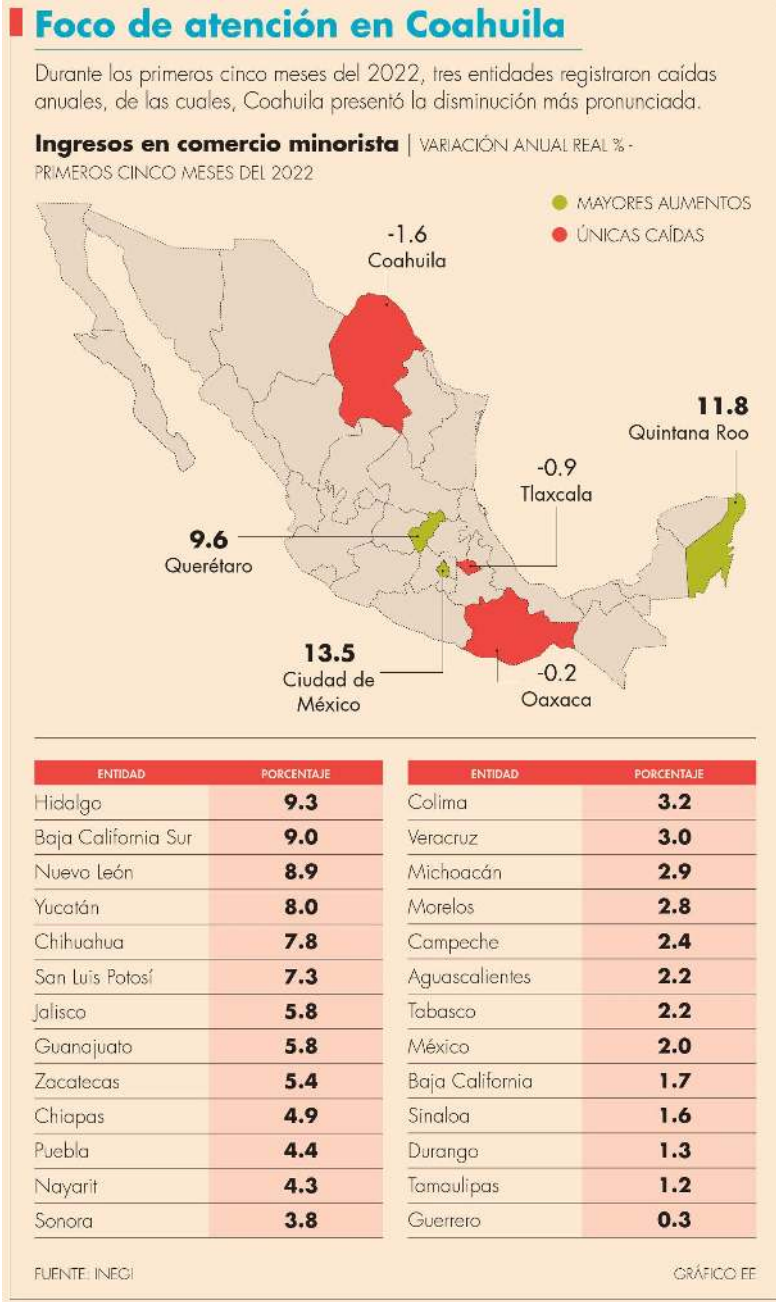 Foco de atención en Coahuila
Durante los primeros cinco meses del 2022, tres entidades registraron caídas
anuales, de las cuales, Coahuila presentó la disminución más pronunciada.
Ingresos en comercio minorista | VARIACIÓN ANUAL REAL % -
PRIMEROS CINCO MESES DEL 2022
MAYORES AUMENTOS
ÚNICAS CAÍDAS
-1.6
Coahuila
11.8
Quintana Roo
-0.9
Tlaxcala
9.6
Querétaro
13.5
Ciudad de
México
-0.2
Oaxaca
ENTIDAD PORCENTAJE
Hidalgo 9.3
Baja California Sur 9.0
Nuevo León 8.9
Yucatán 8.0
Chihuahua 7.8
San Luis Potosí 7.3
Jalisco 5.8
Guanajuato 5.8
Zacatecas 5.4
Chiapas 4.9
Puebla 4.4
Nayarit 4.3
Sonora 3.8
ENTIDAD PORCENTAJE
Colima 3.2
Veracruz 3.0
Michoacán 2.9
Morelos 2.8
Campeche 2.4
Aguascalientes 2.2
Tabasco 2.2
México 2.0
Baja California 1.7
Sinaloa 1.6
Durango 1.3
Tamaulipas 1.2
Guerrero 0.3
FUENTE: INEGI
GRÁFICO EE